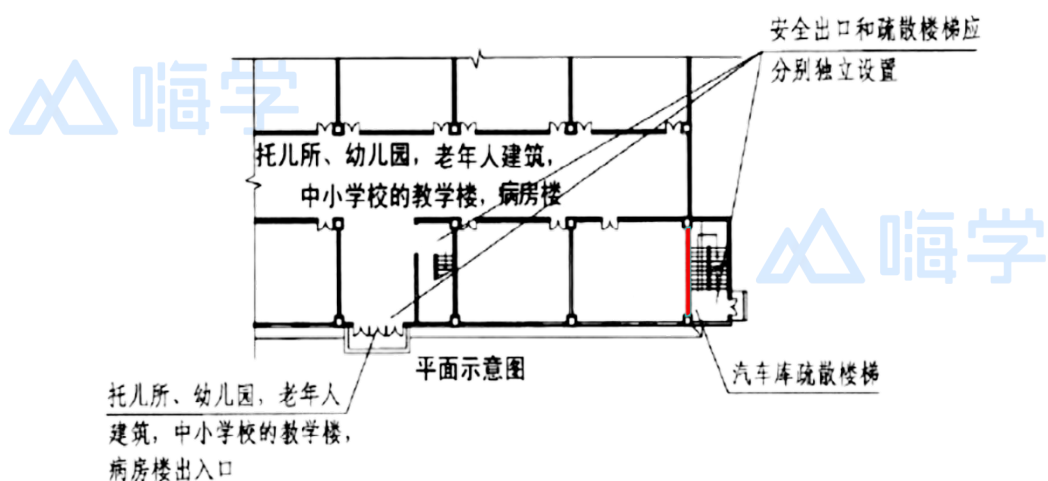 安全出口和疏散楼梯应
分别独立设置
嗨学
托儿所、幼儿园，老年人建筑，
中小学校的教学楼，病房楼
嗨学
平面示意图
汽车库疏散楼梯
托儿所、幼儿园，老年人
建筑，中小学校的教学楼，
病房楼出入口